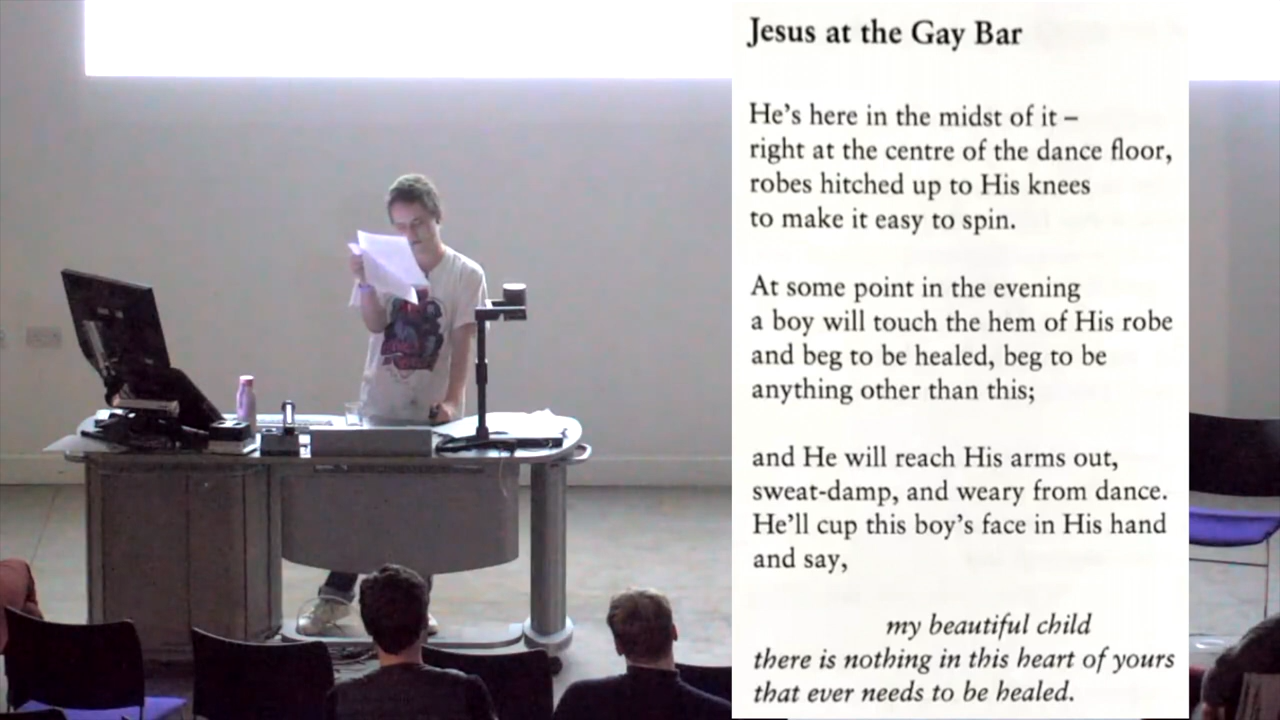 Jesus at the Gay Bar
He's here in the midst of it –
right at the centre of the dance floor,
robes hitched up to His knees
to make it easy to spin.
At some point in the evening
a boy will touch the hem of His robe
and beg to be healed, beg to be
anything other than this;
and He will reach His arms out,
sweat-damp, and weary from dance.
He'll cup this boy's face in His hand
and say,
my beautiful child
there is nothing in this heart of yours
that ever needs to be healed.